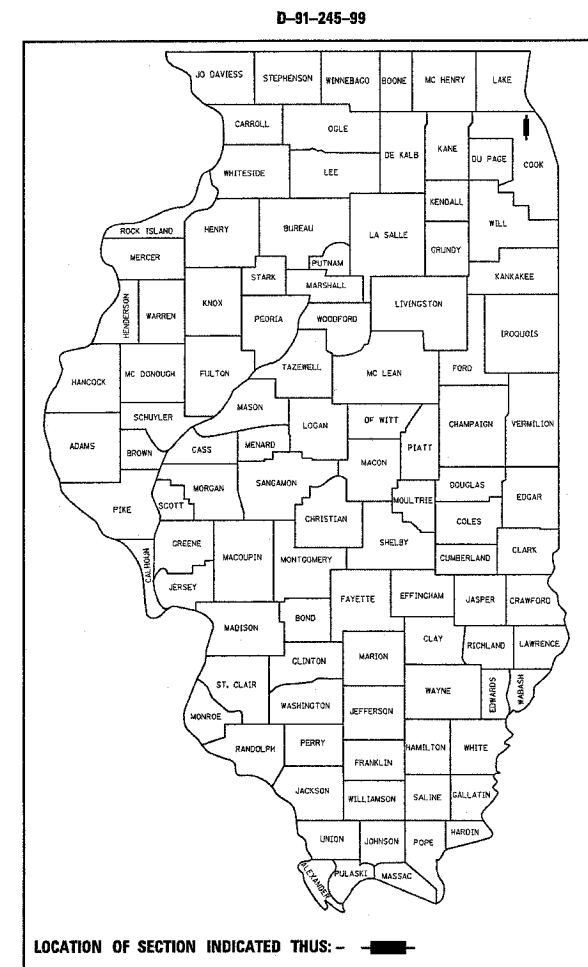 D-91-245-99
JO DAVIESS STEPHENSON WINNEBAGO BOONE MC HENRY LAKE
CARROLL OGLE DE KALB KANE DU PAGE COOK
WHITESIDE LEE
KENDALL
ROCK ISLAND HENRY BUREAU LA SALLE GRUNDY WILL
MERCER PUTNAM
STARK MARSHALL KANKAKEE
HENDERSON WARREN KNOX PEORIA WOODFORD LIVINGSTON
IROQUOIS
HANCOCK MC DONOUGH FULTON TAZEWELL MC LEAN FORD
MASON
SCHUYLER LOGAN DE WITT CHAMPAIGN VERMILION
ADAMS BROWN CASS MENARD MACON PIATT
MORGAN SANGAMON DOUGLAS
PIKE SCOTT CHRISTIAN MOULTRIE COLES EDGAR
GREENE MACOUPIN MONTGOMERY SHELBY CUMBERLAND CLARK
CALHOUN
JERSEY FAYETTE EFFINGHAM JASPER CRAWFORD
MADISON BOND CLAY
CLINTON MARION RICHLAND LAWRENCE
ST. CLAIR WAYNE EDWARDS WABASH
WASHINGTON JEFFERSON
MONROE
RANDOLPH PERRY HAMILTON WHITE
FRANKLIN
JACKSON WILLIAMSON SALINE GALLATIN
UNION JOHNSON POPE HARDIN
ALEXANDER PULASKI MASSAC
LOCATION OF SECTION INDICATED THUS: -